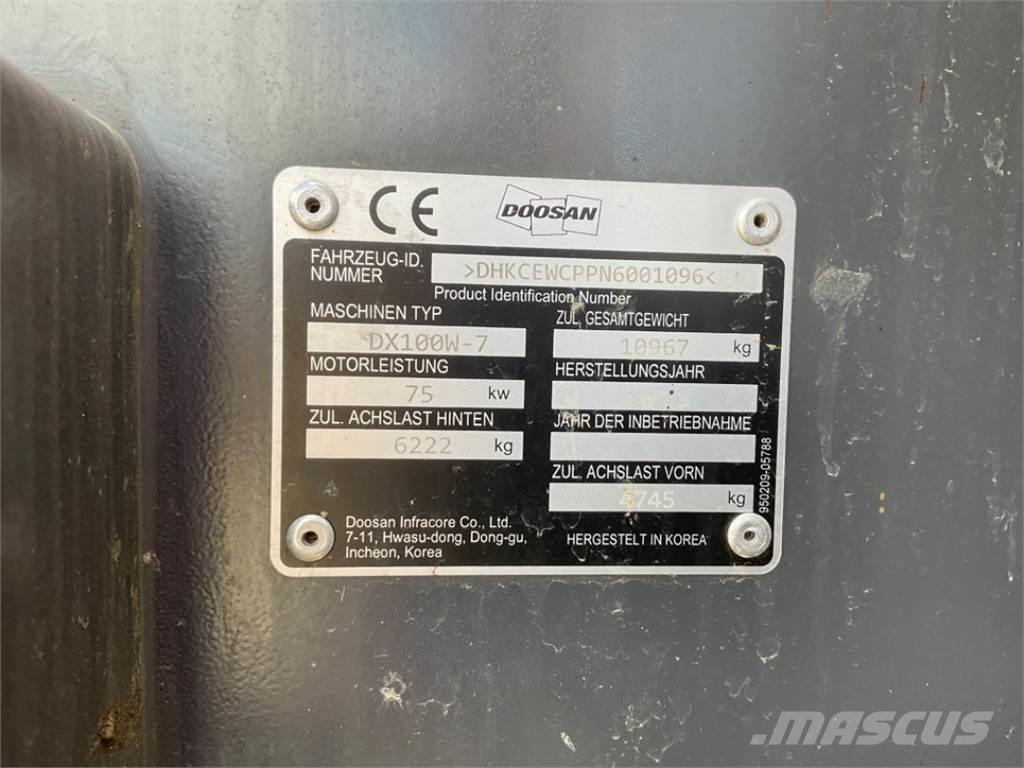 CE DOOSAN
FAHRZEUG-ID. NUMMER >DHKCEWCPPN6001096<
Product Identification Number
MASCHINEN TYP
DX100W-7
MOTORLEISTUNG
75 kw
ZUL. ACHSLAST HINTEN
6222 kg
ZUL. GESAMTGEWICHT
10967 kg
HERSTELLUNGSJAHR
JAHR DER INBETRIEBNAHME
ZUL. ACHSLAST VORN
4745 kg
950209-05788
Doosan Infracore Co., Ltd.
7-11, Hwasu-dong, Dong-gu,
Incheon, Korea
HERGESTELLT IN KOREA
MASCUS